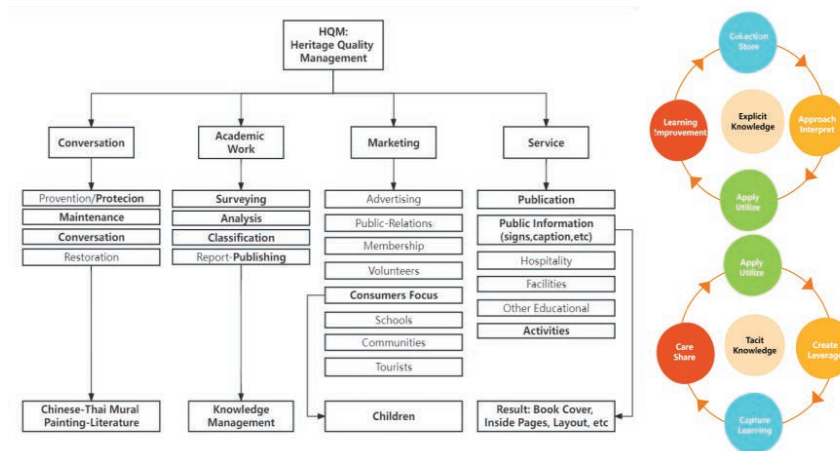 HQM:
Heritage Quality
Management
Conversation
Academic
Work
Marketing
Service
Provention/Protecion
Maintenance
Conversation
Restoration
Surveying
Analysis
Classification
Report-Publishing
Advertising
Public-Relations
Membership
Volunteers
Consumers Focus
Schools
Communities
Tourists
Publication
Public Information
(signs,caption,etc)
Hospitality
Facilities
Other Educational
Activities
Chinese-Thai Mural
Painting-Literature
Knowledge
Management
Children
Result: Book Cover,
Inside Pages, Layout, etc
Collection
Store
Learning
Improvement
Explicit
Knowledge
Approach
Interpret
Apply
Utilize
Apply
Utilize
Care
Share
Tacit
Knowledge
Create
Leverage
Capture
Learning